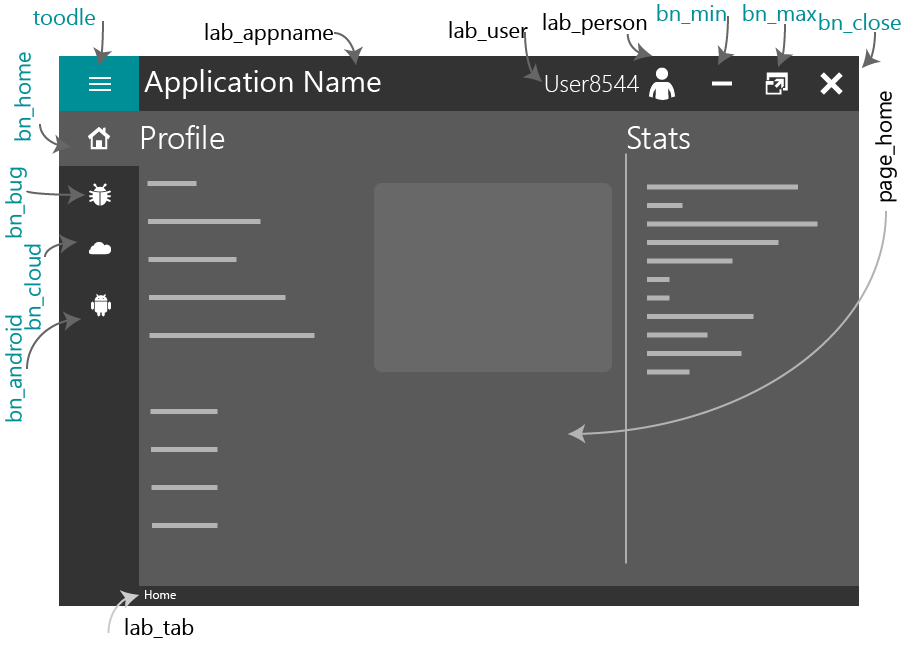 toodle
lab_appname
lab_user
lab_person
bn_min
bn_max
bn_close
Application Name
User8544
bn_home
Profile
Stats
page_home
bn_bug
bn_cloud
bn_android
Home
lab_tab